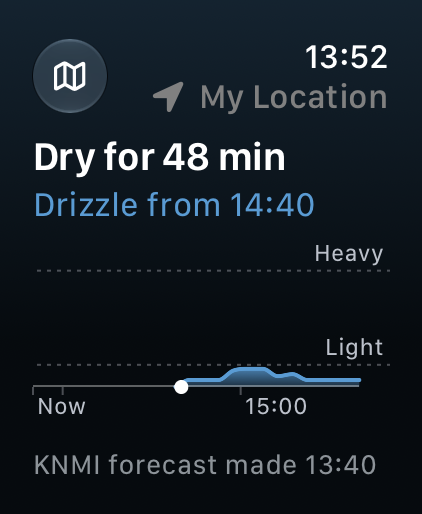 13:52
My Location
Dry for 48 min
Drizzle from 14:40
Heavy
Light
Now 15:00
KNMI forecast made 13:40